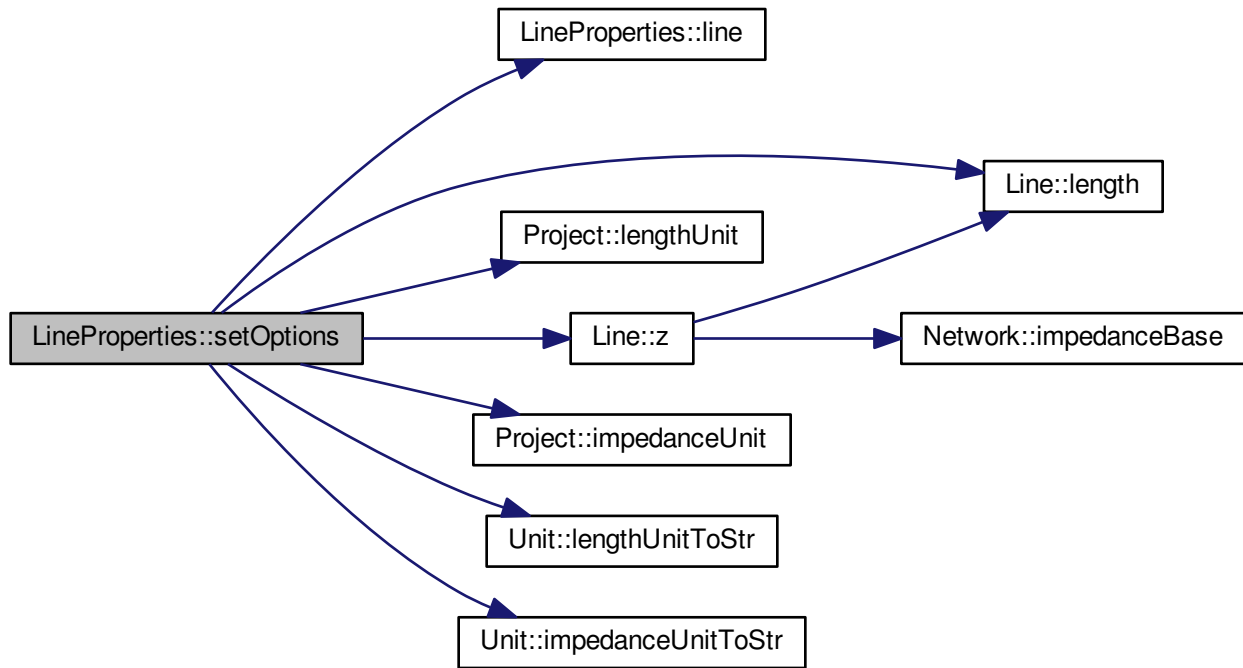 LineProperties::line
Line::length
Project::lengthUnit
LineProperties::setOptions
Line::z
Network::impedanceBase
Project::impedanceUnit
Unit::lengthUnitToStr
Unit::impedanceUnitToStr